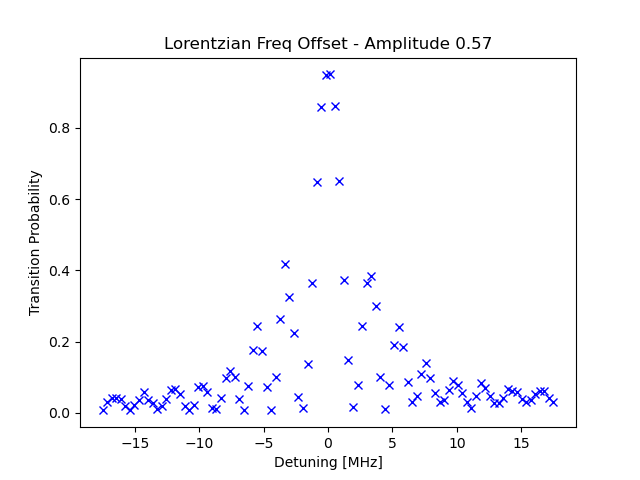 Lorentzian Freq Offset - Amplitude 0.57
Transition Probability
0.8
0.6
0.4
0.2
0.0
−15 −10 −5 0 5 10 15
Detuning [MHz]